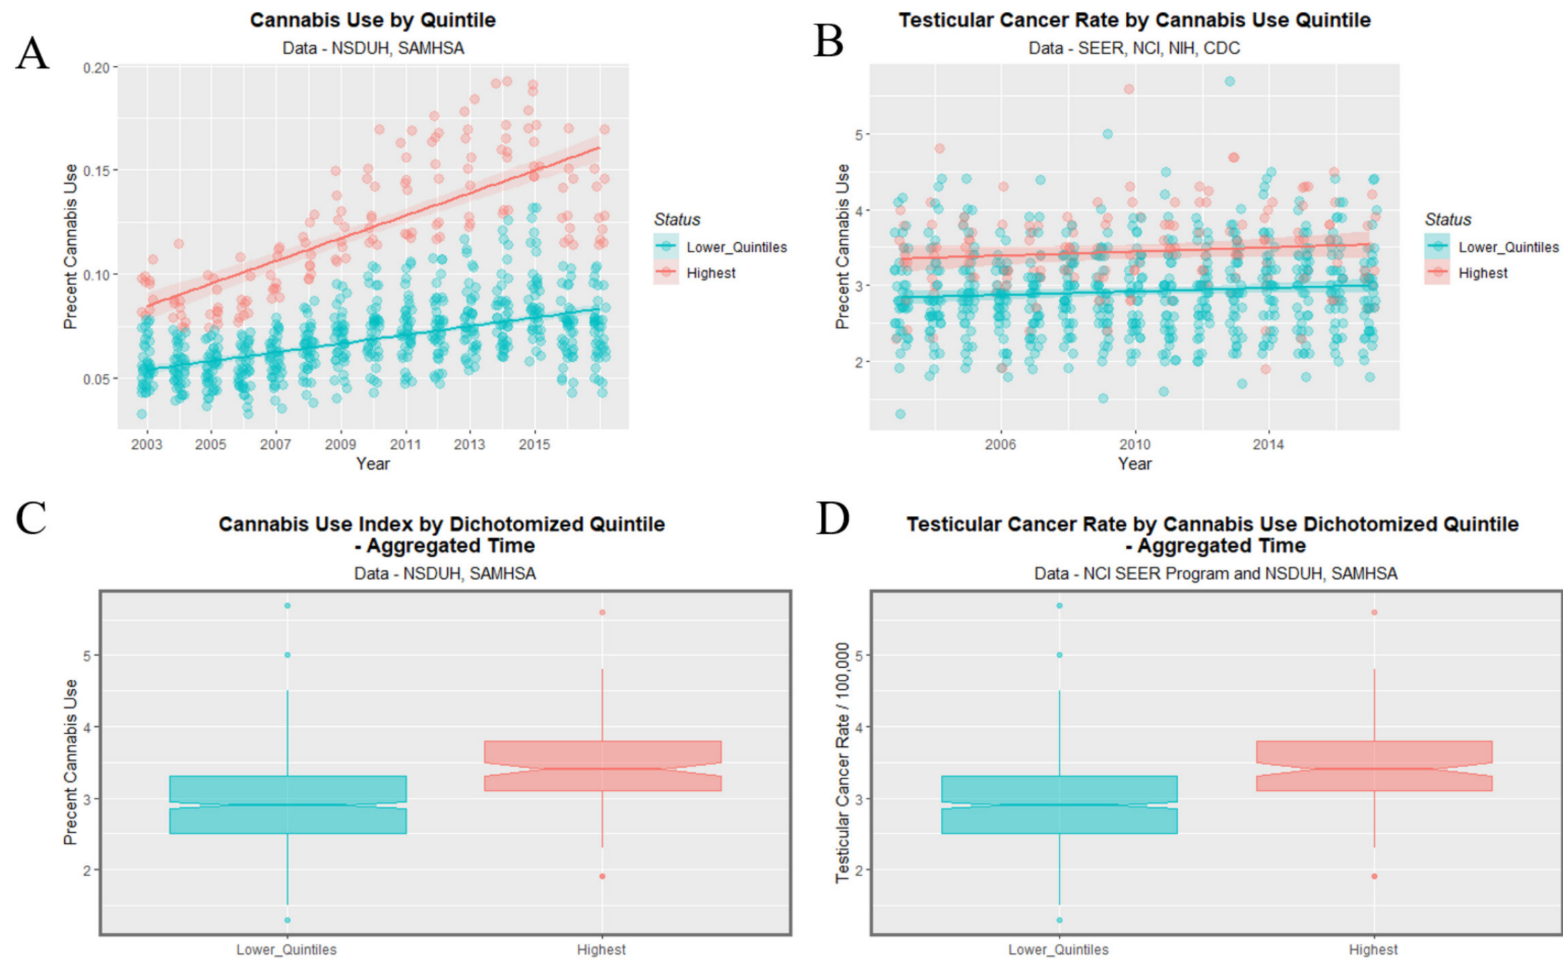 A
Cannabis Use by Quintile
Data - NSDUH, SAMHSA
Precent Cannabis Use
0.20
0.15
0.10
0.05
2003 2005 2007 2009 2011 2013 2015
Year
Status
Lower_Quintiles
Highest
B
Testicular Cancer Rate by Cannabis Use Quintile
Data - SEER, NCI, NIH, CDC
Precent Cannabis Use
5
4
3
2
2006 2010 2014
Year
Status
Lower_Quintiles
Highest
C
Cannabis Use Index by Dichotomized Quintile
- Aggregated Time
Data - NSDUH, SAMHSA
Precent Cannabis Use
5
4
3
2
Lower_Quintiles Highest
D
Testicular Cancer Rate by Cannabis Use Dichotomized Quintile
- Aggregated Time
Data - NCI SEER Program and NSDUH, SAMHSA
Testicular Cancer Rate / 100,000
5
4
3
2
Lower_Quintiles Highest